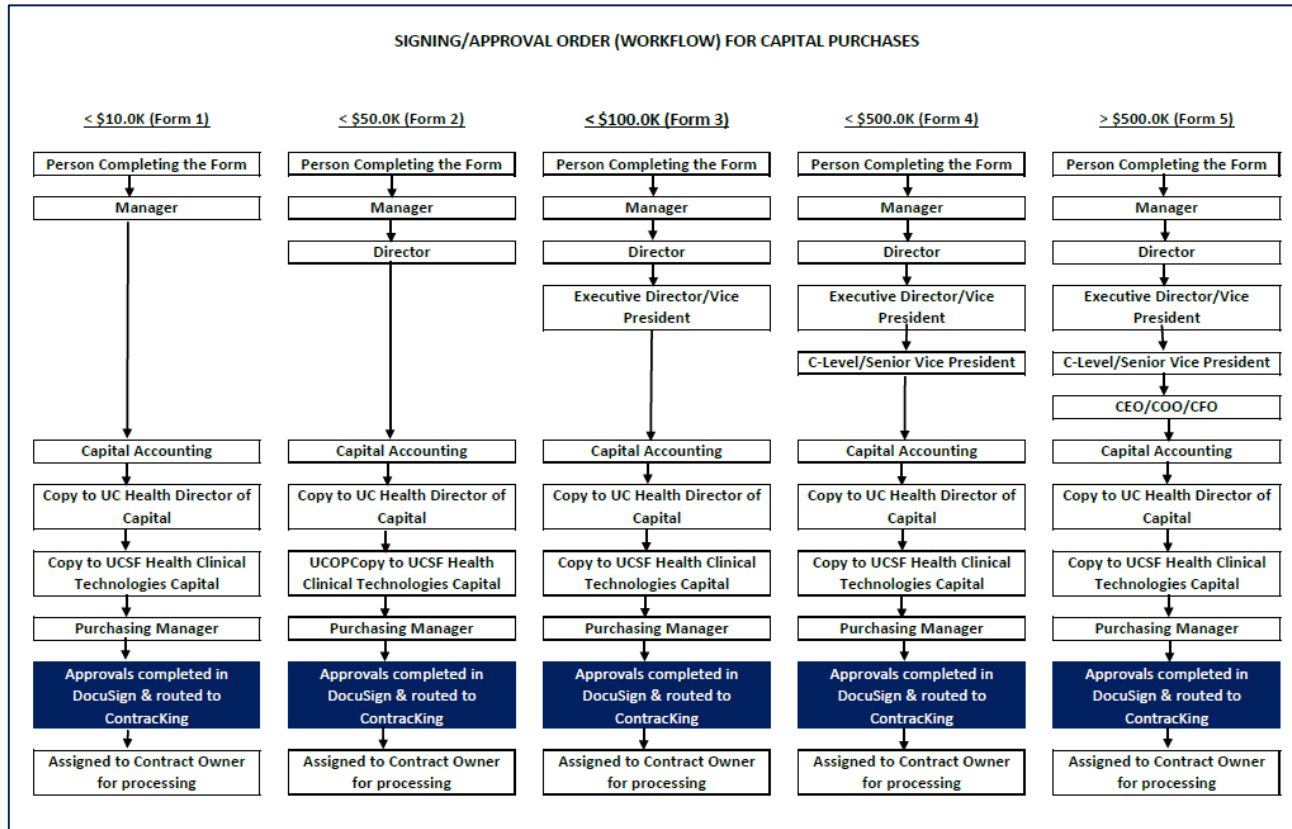 SIGNING/APPROVAL ORDER (WORKFLOW) FOR CAPITAL PURCHASES
< $10.0K (Form 1)
Person Completing the Form
Manager
Capital Accounting
Copy to UC Health Director of
Capital
Copy to UCSF Health Clinical
Technologies Capital
Purchasing Manager
Approvals completed in
DocuSign & routed to
ContracKing
Assigned to Contract Owner
for processing
< $50.0K (Form 2)
Person Completing the Form
Manager
Director
Capital Accounting
Copy to UC Health Director of
Capital
UCOPCopy to UCSF Health
Clinical Technologies Capital
Purchasing Manager
Approvals completed in
DocuSign & routed to
ContracKing
Assigned to Contract Owner
for processing
< $100.0K (Form 3)
Person Completing the Form
Manager
Director
Executive Director/Vice
President
Capital Accounting
Copy to UC Health Director of
Capital
Copy to UCSF Health Clinical
Technologies Capital
Purchasing Manager
Approvals completed in
DocuSign & routed to
ContracKing
Assigned to Contract Owner
for processing
< $500.0K (Form 4)
Person Completing the Form
Manager
Director
Executive Director/Vice
President
C-Level/Senior Vice President
Capital Accounting
Copy to UC Health Director of
Capital
Copy to UCSF Health Clinical
Technologies Capital
Purchasing Manager
Approvals completed in
DocuSign & routed to
ContracKing
Assigned to Contract Owner
for processing
> $500.0K (Form 5)
Person Completing the Form
Manager
Director
Executive Director/Vice
President
C-Level/Senior Vice President
CEO/COO/CFO
Capital Accounting
Copy to UC Health Director of
Capital
Copy to UCSF Health Clinical
Technologies Capital
Purchasing Manager
Approvals completed in
DocuSign & routed to
ContracKing
Assigned to Contract Owner
for processing